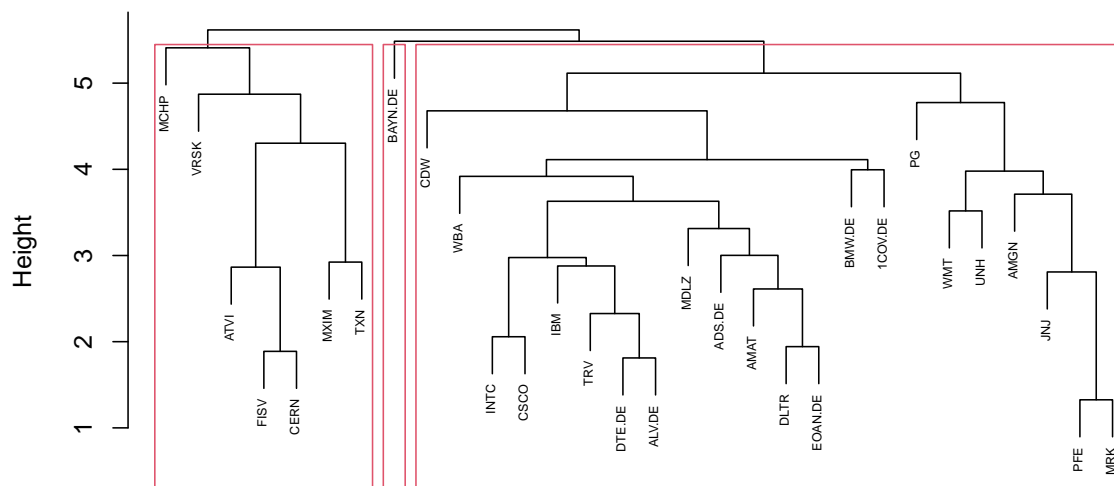 Height
5
4
3
2
1
MCHP
VRSK
ATVI
FISV
CERN
MXIM
TXN
BAYN.DE
CDW
WBA
INTC
CSCO
IBM
TRV
DTE.DE
ALV.DE
MDLZ
ADS.DE
AMAT
DLTR
EOAN.DE
BMW.DE
1COV.DE
PG
WMT
UNH
AMGN
JNJ
PFE
MRK